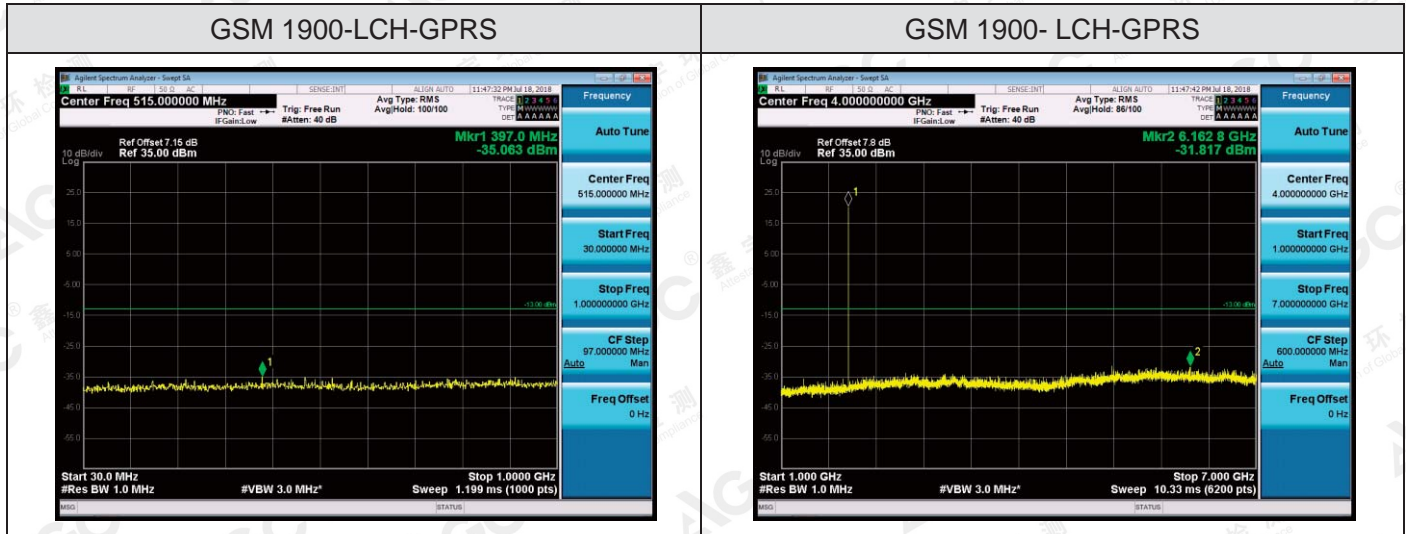 GSM 1900-LCH-GPRS
Agilent Spectrum Analyzer - Swept SA
RL RF 50 Ω AC SENSE:INT ALIGN AUTO 11:47:32 PM Jul 18, 2018
Center Freq 515.000000 MHz
PNO: Fast
IFGain:Low
Trig: Free Run
#Atten: 40 dB
Avg Type: RMS
Avg|Hold: 100/100
TRACE 1 2 3 4 5 6
TYPE M WWWWW
DET A A A A A A
Ref Offset 7.15 dB
Ref 35.00 dBm
10 dB/div
Log
Mkr1 397.0 MHz
-35.063 dBm
25.0
15.0
5.00
-5.00
-15.0
-25.0
-35.0
-45.0
-55.0
-13.00 dBm
1
Start 30.0 MHz
Stop 1.0000 GHz
#Res BW 1.0 MHz
#VBW 3.0 MHz*
Sweep 1.199 ms (1000 pts)
MSG
STATUS
Frequency
Auto Tune
Center Freq
515.000000 MHz
Start Freq
30.000000 MHz
Stop Freq
1.000000000 GHz
CF Step
97.000000 MHz
Auto Man
Freq Offset
0 Hz
GSM 1900- LCH-GPRS
Agilent Spectrum Analyzer - Swept SA
RL RF 50 Ω AC SENSE:INT ALIGN AUTO 11:47:42 PM Jul 18, 2018
Center Freq 4.000000000 GHz
PNO: Fast
IFGain:Low
Trig: Free Run
#Atten: 40 dB
Avg Type: RMS
Avg|Hold: 86/100
TRACE 1 2 3 4 5 6
TYPE M WWWWW
DET A A A A A A
Ref Offset 7.8 dB
Ref 35.00 dBm
10 dB/div
Log
Mkr2 6.162 8 GHz
-31.817 dBm
25.0
15.0
5.00
-5.00
-15.0
-25.0
-35.0
-45.0
-55.0
-13.00 dBm
1
2
Start 1.000 GHz
Stop 7.000 GHz
#Res BW 1.0 MHz
#VBW 3.0 MHz*
Sweep 10.33 ms (6200 pts)
MSG
STATUS
Frequency
Auto Tune
Center Freq
4.000000000 GHz
Start Freq
1.000000000 GHz
Stop Freq
7.000000000 GHz
CF Step
600.000000 MHz
Auto Man
Freq Offset
0 Hz